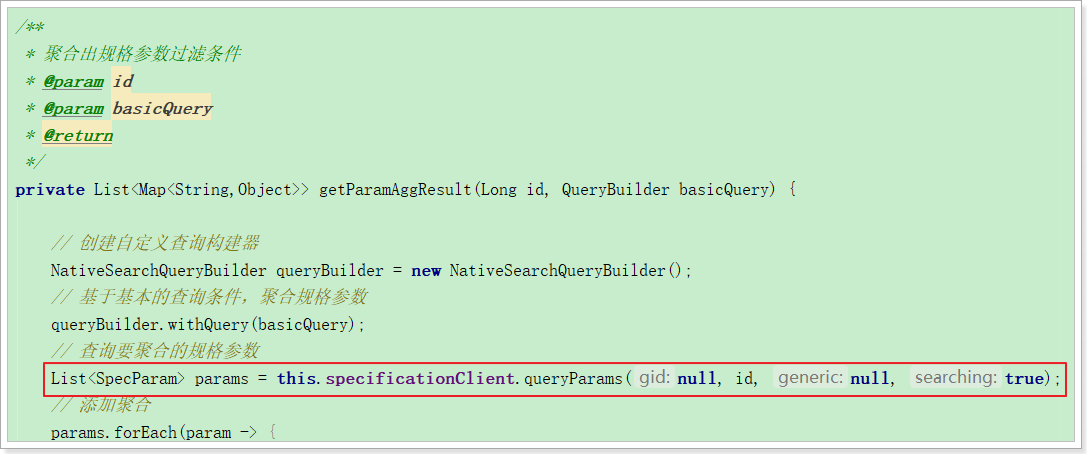 /**
 * 聚合出规格参数过滤条件
 * @param id
 * @param basicQuery
 * @return
 */
private List<Map<String,Object>> getParamAggResult(Long id, QueryBuilder basicQuery) {
    // 创建自定义查询构建器
    NativeSearchQueryBuilder queryBuilder = new NativeSearchQueryBuilder();
    // 基于基本的查询条件，聚合规格参数
    queryBuilder.withQuery(basicQuery);
    // 查询要聚合的规格参数
    List<SpecParam> params = this.specificationClient.queryParams( gid: null, id, generic: null, searching: true);
    // 添加聚合
    params.forEach(param -> {